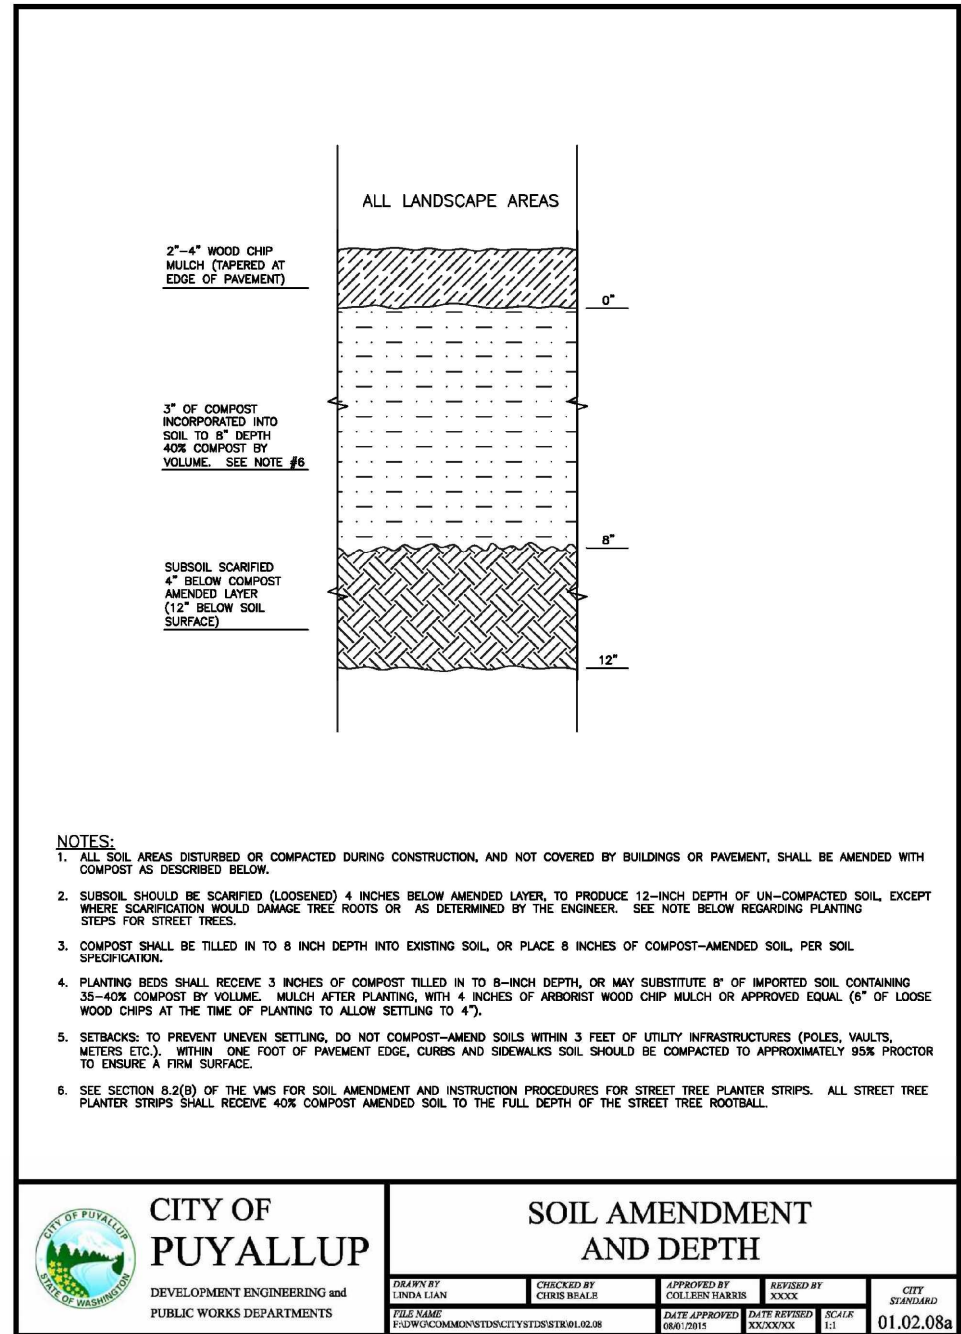 ALL LANDSCAPE AREAS
2"-4" WOOD CHIP
MULCH (TAPERED AT
EDGE OF PAVEMENT)
0"
3" OF COMPOST
INCORPORATED INTO
SOIL TO 8" DEPTH
40% COMPOST BY
VOLUME. SEE NOTE #6
8"
SUBSOIL SCARIFIED
4" BELOW COMPOST
AMENDED LAYER
(12" BELOW SOIL
SURFACE)
12"
NOTES:
1. ALL SOIL AREAS DISTURBED OR COMPACTED DURING CONSTRUCTION, AND NOT COVERED BY BUILDINGS OR PAVEMENT, SHALL BE AMENDED WITH
COMPOST AS DESCRIBED BELOW.
2. SUBSOIL SHOULD BE SCARIFIED (LOOSENED) 4 INCHES BELOW AMENDED LAYER, TO PRODUCE 12-INCH DEPTH OF UN-COMPACTED SOIL, EXCEPT
WHERE SCARIFICATION WOULD DAMAGE TREE ROOTS OR AS DETERMINED BY THE ENGINEER. SEE NOTE BELOW REGARDING PLANTING
STEPS FOR STREET TREES.
3. COMPOST SHALL BE TILLED IN TO 8 INCH DEPTH INTO EXISTING SOIL, OR PLACE 8 INCHES OF COMPOST-AMENDED SOIL, PER SOIL
SPECIFICATION.
4. PLANTING BEDS SHALL RECEIVE 3 INCHES OF COMPOST TILLED IN TO 8-INCH DEPTH, OR MAY SUBSTITUTE 8" OF IMPORTED SOIL CONTAINING
35-40% COMPOST BY VOLUME. MULCH AFTER PLANTING, WITH 4 INCHES OF ARBORIST WOOD CHIP MULCH OR APPROVED EQUAL (6" OF LOOSE
WOOD CHIPS AT THE TIME OF PLANTING TO ALLOW SETTLING TO 4").
5. SETBACKS: TO PREVENT UNEVEN SETTLING, DO NOT COMPOST-AMEND SOILS WITHIN 3 FEET OF UTILITY INFRASTRUCTURES (POLES, VAULTS,
METERS ETC.). WITHIN ONE FOOT OF PAVEMENT EDGE, CURBS AND SIDEWALKS SOIL SHOULD BE COMPACTED TO APPROXIMATELY 95% PROCTOR
TO ENSURE A FIRM SURFACE.
6. SEE SECTION 8.2(B) OF THE VMS FOR SOIL AMENDMENT AND INSTRUCTION PROCEDURES FOR STREET TREE PLANTER STRIPS. ALL STREET TREE
PLANTER STRIPS SHALL RECEIVE 40% COMPOST AMENDED SOIL TO THE FULL DEPTH OF THE STREET TREE ROOTBALL.
CITY OF PUYALLUP
STATE OF WASHINGTON
CITY OF
PUYALLUP
DEVELOPMENT ENGINEERING and
PUBLIC WORKS DEPARTMENTS
SOIL AMENDMENT
AND DEPTH
DRAWN BY
LINDA LIAN
CHECKED BY
CHRIS BEALE
APPROVED BY
COLLEEN HARRIS
REVISED BY
XXXX
FILE NAME
F:\DWG\COMMON\STDS\CITYSTDS\STR\01.02.08
DATE APPROVED
08/01/2015
DATE REVISED
XX/XX/XX
SCALE
1:1
CITY
STANDARD
01.02.08a